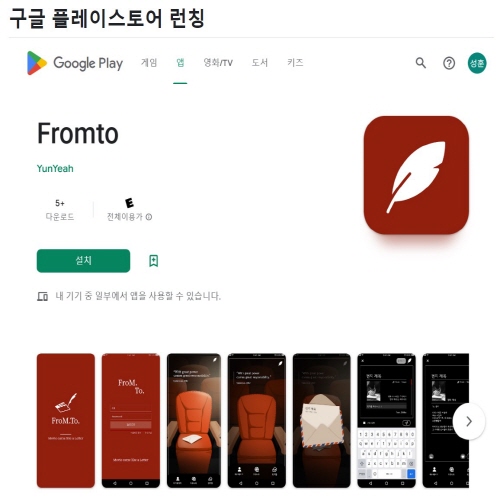 구글 플레이스토어 런칭
Google Play 게임 앱 영화/TV 도서 키즈 성훈
Fromto
YunYeah
5+
다운로드
E
전체이용가
설치
내 기기 중 일부에서 앱을 사용할 수 있습니다.
FroM.To.
FroM.
To.